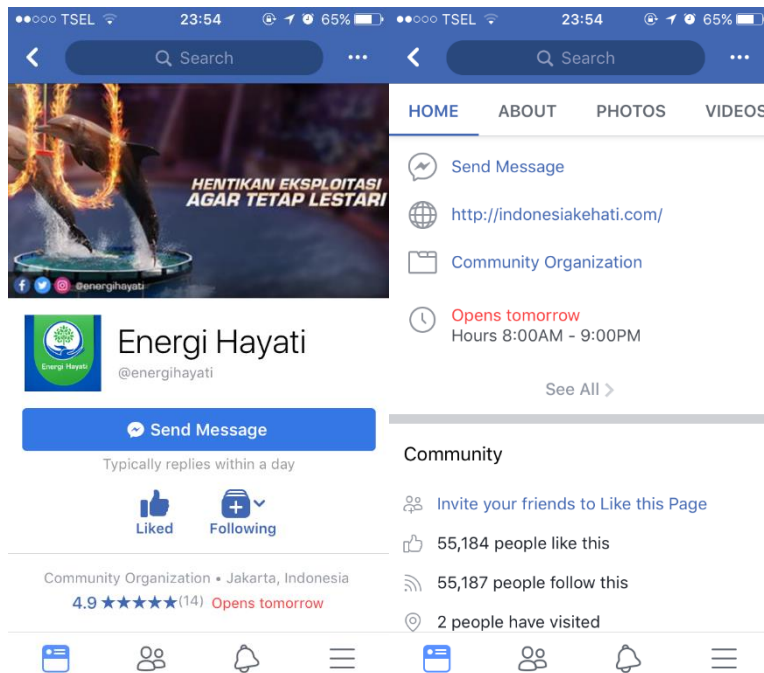 TSEL 23:54 65%
Search
HENTIKAN EKSPLOITASI
AGAR TETAP LESTARI
@energihayati
Energi Hayati
Energi Hayati
@energihayati
Send Message
Typically replies within a day
Liked Following
Community Organization • Jakarta, Indonesia
4.9 ★★★★★(14) Opens tomorrow
TSEL 23:54 65%
Search
HOME ABOUT PHOTOS VIDEOS
Send Message
http://indonesiakehati.com/
Community Organization
Opens tomorrow
Hours 8:00AM - 9:00PM
See All >
Community
Invite your friends to Like this Page
55,184 people like this
55,187 people follow this
2 people have visited